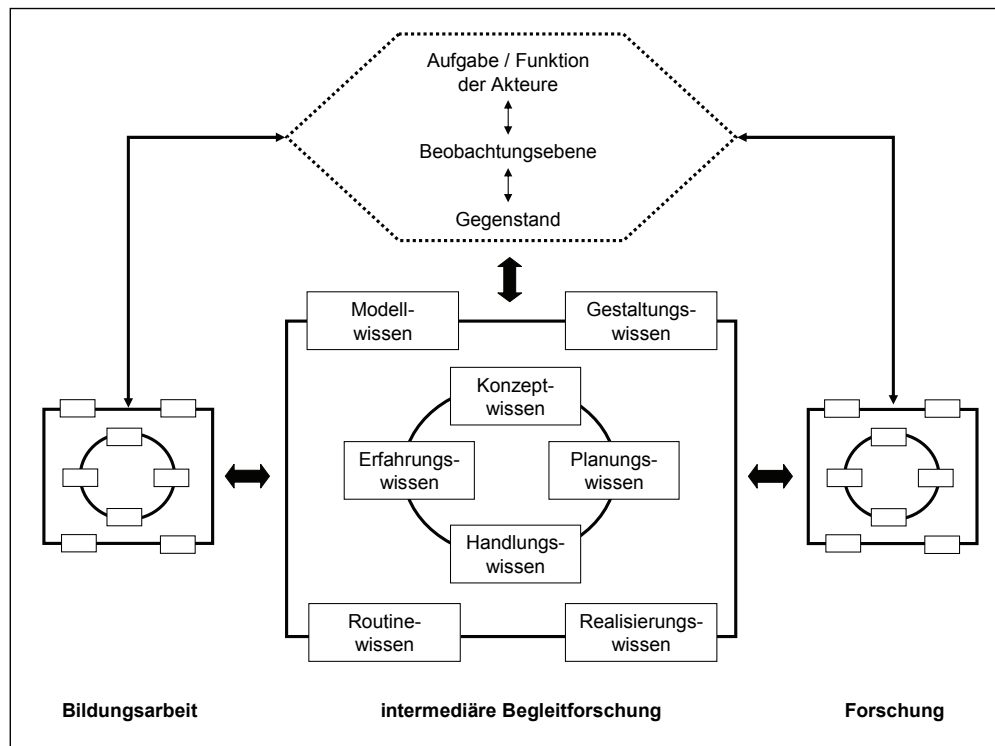 Aufgabe / Funktion
der Akteure
Beobachtungsebene
Gegenstand
Modell-
wissen
Gestaltungs-
wissen
Konzept-
wissen
Erfahrungs-
wissen
Planungs-
wissen
Handlungs-
wissen
Routine-
wissen
Realisierungs-
wissen
Bildungsarbeit
intermediäre Begleitforschung
Forschung